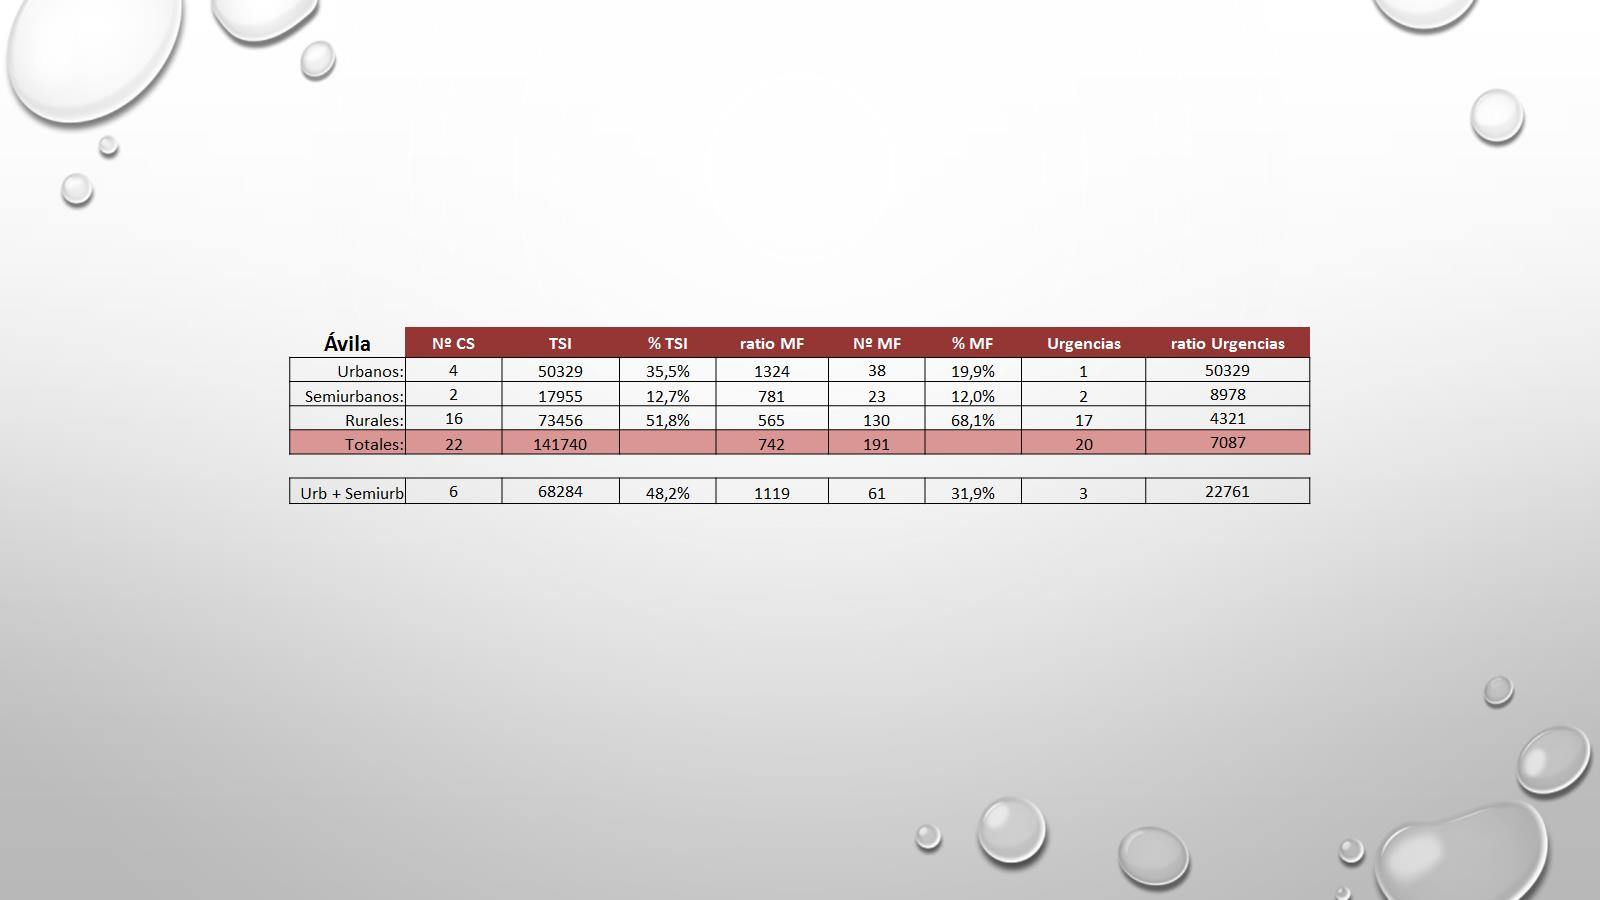 Ávila Nº CS TSI % TSI ratio MF Nº MF % MF Urgencias ratio Urgencias
Urbanos: 4 50329 35,5% 1324 38 19,9% 1 50329
Semiurbanos: 2 17955 12,7% 781 23 12,0% 2 8978
Rurales: 16 73456 51,8% 565 130 68,1% 17 4321
Totales: 22 141740 742 191 20 7087
Urb + Semiurb 6 68284 48,2% 1119 61 31,9% 3 22761